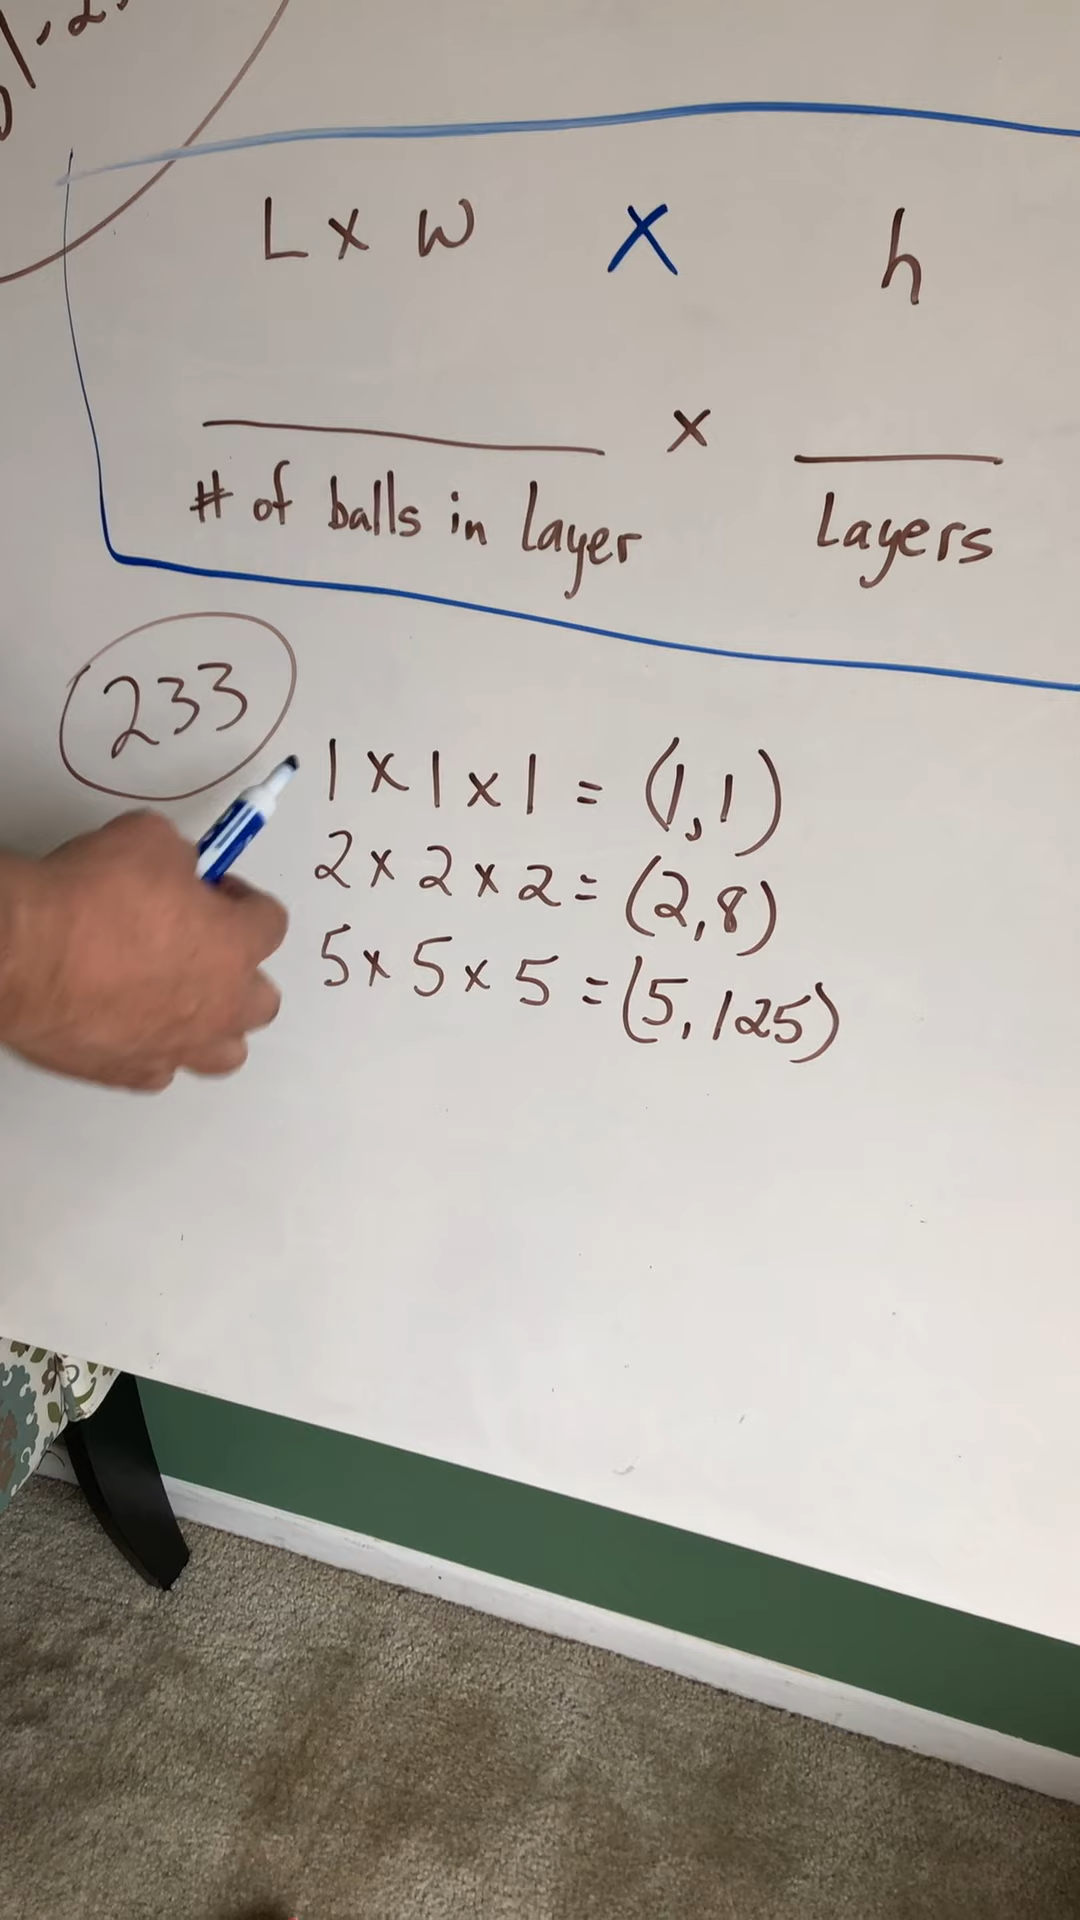 L x W X h
x
# of balls in layer Layers
233
1 x 1 x 1 = (1,1)
2 x 2 x 2 = (2,8)
5 x 5 x 5 = (5,125)